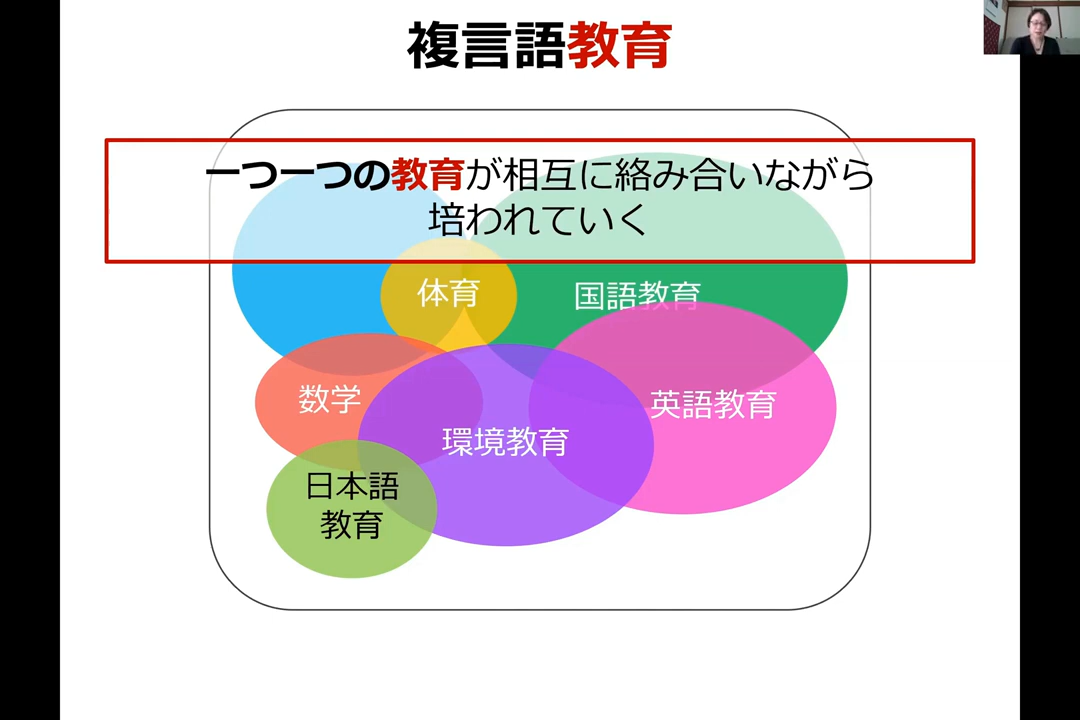 複言語教育
一つ一つの教育が相互に絡み合いながら
培われていく
体育
国語教育
数学
英語教育
環境教育
日本語
教育